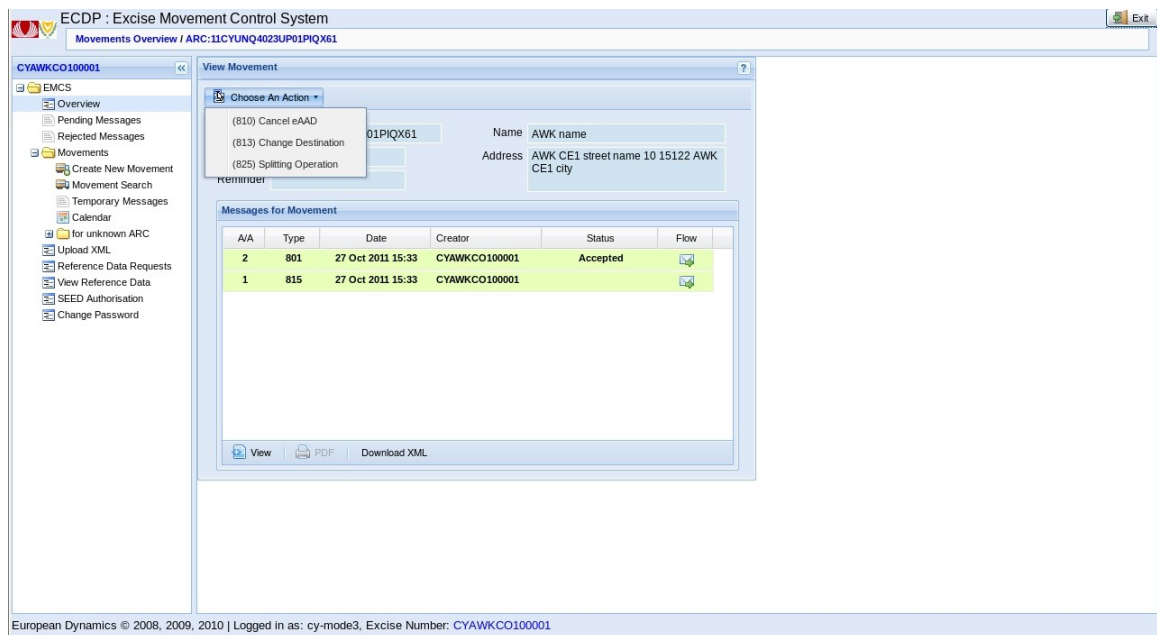 ECDP : Excise Movement Control System
Exit
Movements Overview / ARC:11CYUNQ4023UP01PIQX61
CYAWKCO100001
EMCS
Overview
Pending Messages
Rejected Messages
Movements
Create New Movement
Movement Search
Temporary Messages
Calendar
for unknown ARC
Upload XML
Reference Data Requests
View Reference Data
SEED Authorisation
Change Password
View Movement
?
Choose An Action
(810) Cancel eAAD
(813) Change Destination
(825) Splitting Operation
01PIQX61
Reminder
Name AWK name
Address AWK CE1 street name 10 15122 AWK
CE1 city
Messages for Movement
A/A Type Date Creator Status Flow
2 801 27 Oct 2011 15:33 CYAWKCO100001 Accepted
1 815 27 Oct 2011 15:33 CYAWKCO100001
View PDF Download XML
European Dynamics © 2008, 2009, 2010 | Logged in as: cy-mode3, Excise Number: CYAWKCO100001